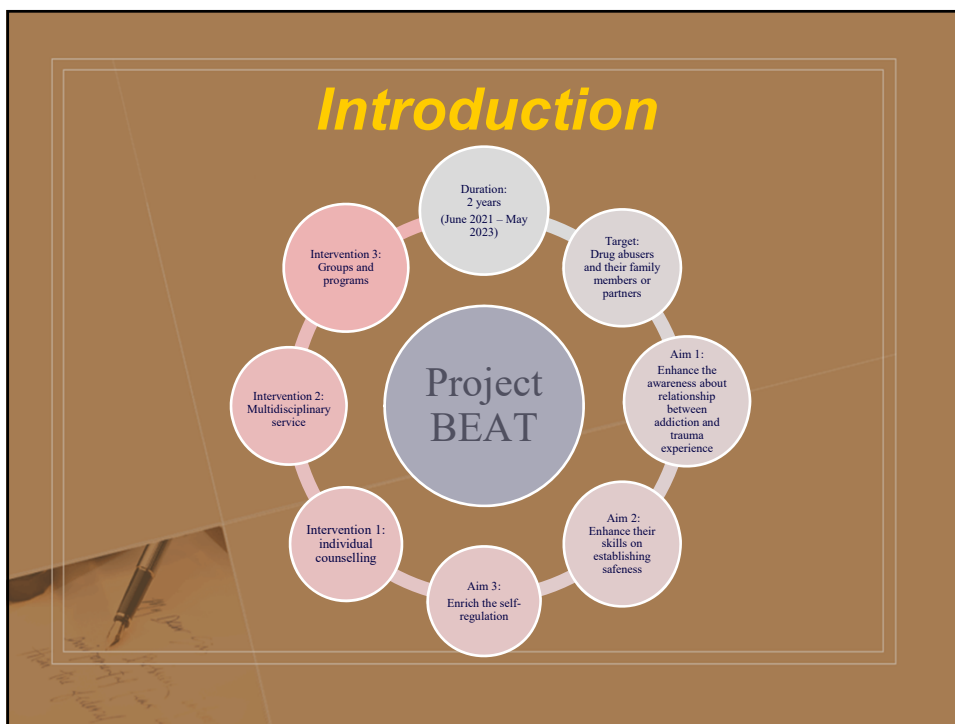 Introduction
Duration:
2 years
(June 2021 – May
2023)
Target:
Drug abusers
and their family
members or
partners
Aim 1:
Enhance the
awareness about
relationship
between
addiction and
trauma
experience
Aim 2:
Enhance their
skills on
establishing
safeness
Aim 3:
Enrich the self-
regulation
Intervention 1:
individual
counselling
Intervention 2:
Multidisciplinary
service
Intervention 3:
Groups and
programs
Project
BEAT